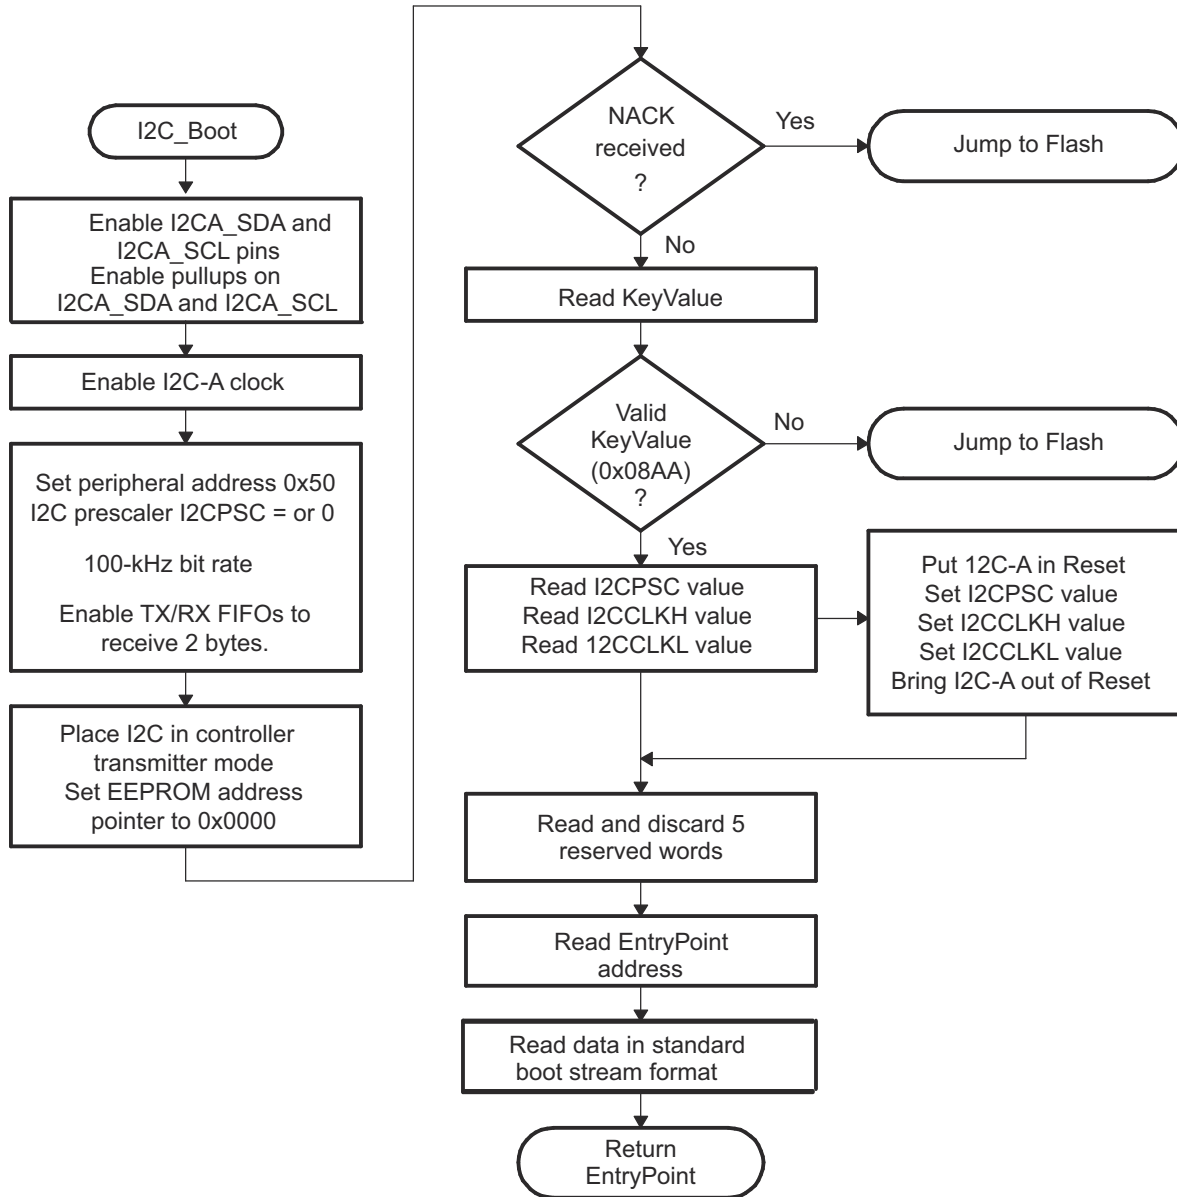 I2C_Boot
Enable I2CA_SDA and
I2CA_SCL pins
Enable pullups on
I2CA_SDA and I2CA_SCL
Enable I2C-A clock
Set peripheral address 0x50
I2C prescaler I2CPSC = or 0
100-kHz bit rate
Enable TX/RX FIFOs to
receive 2 bytes.
Place I2C in controller
transmitter mode
Set EEPROM address
pointer to 0x0000
NACK
received
?
Yes
Jump to Flash
No
Read KeyValue
Valid
KeyValue
(0x08AA)
?
No
Jump to Flash
Yes
Read I2CPSC value
Read I2CCLKH value
Read 12CCLKL value
Put 12C-A in Reset
Set I2CPSC value
Set I2CCLKH value
Set I2CCLKL value
Bring I2C-A out of Reset
Read and discard 5
reserved words
Read EntryPoint
address
Read data in standard
boot stream format
Return
EntryPoint